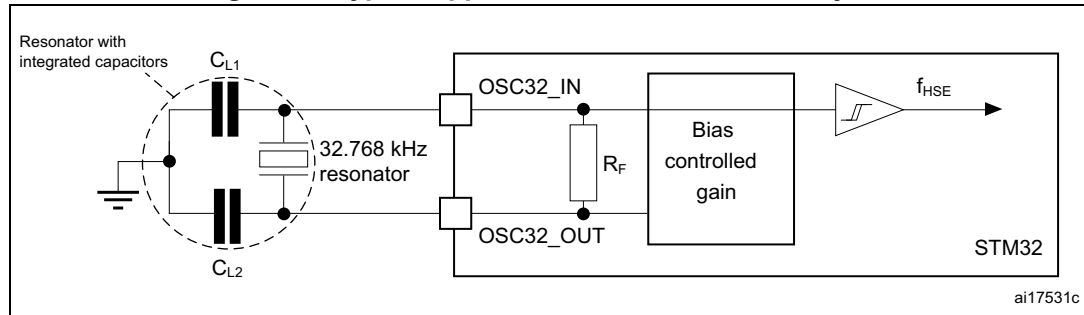 Resonator with
integrated capacitors
CL1
OSC32_IN
fHSE
32.768 kHz
resonator
RF
Bias
controlled
gain
OSC32_OUT
STM32
CL2
ai17531c